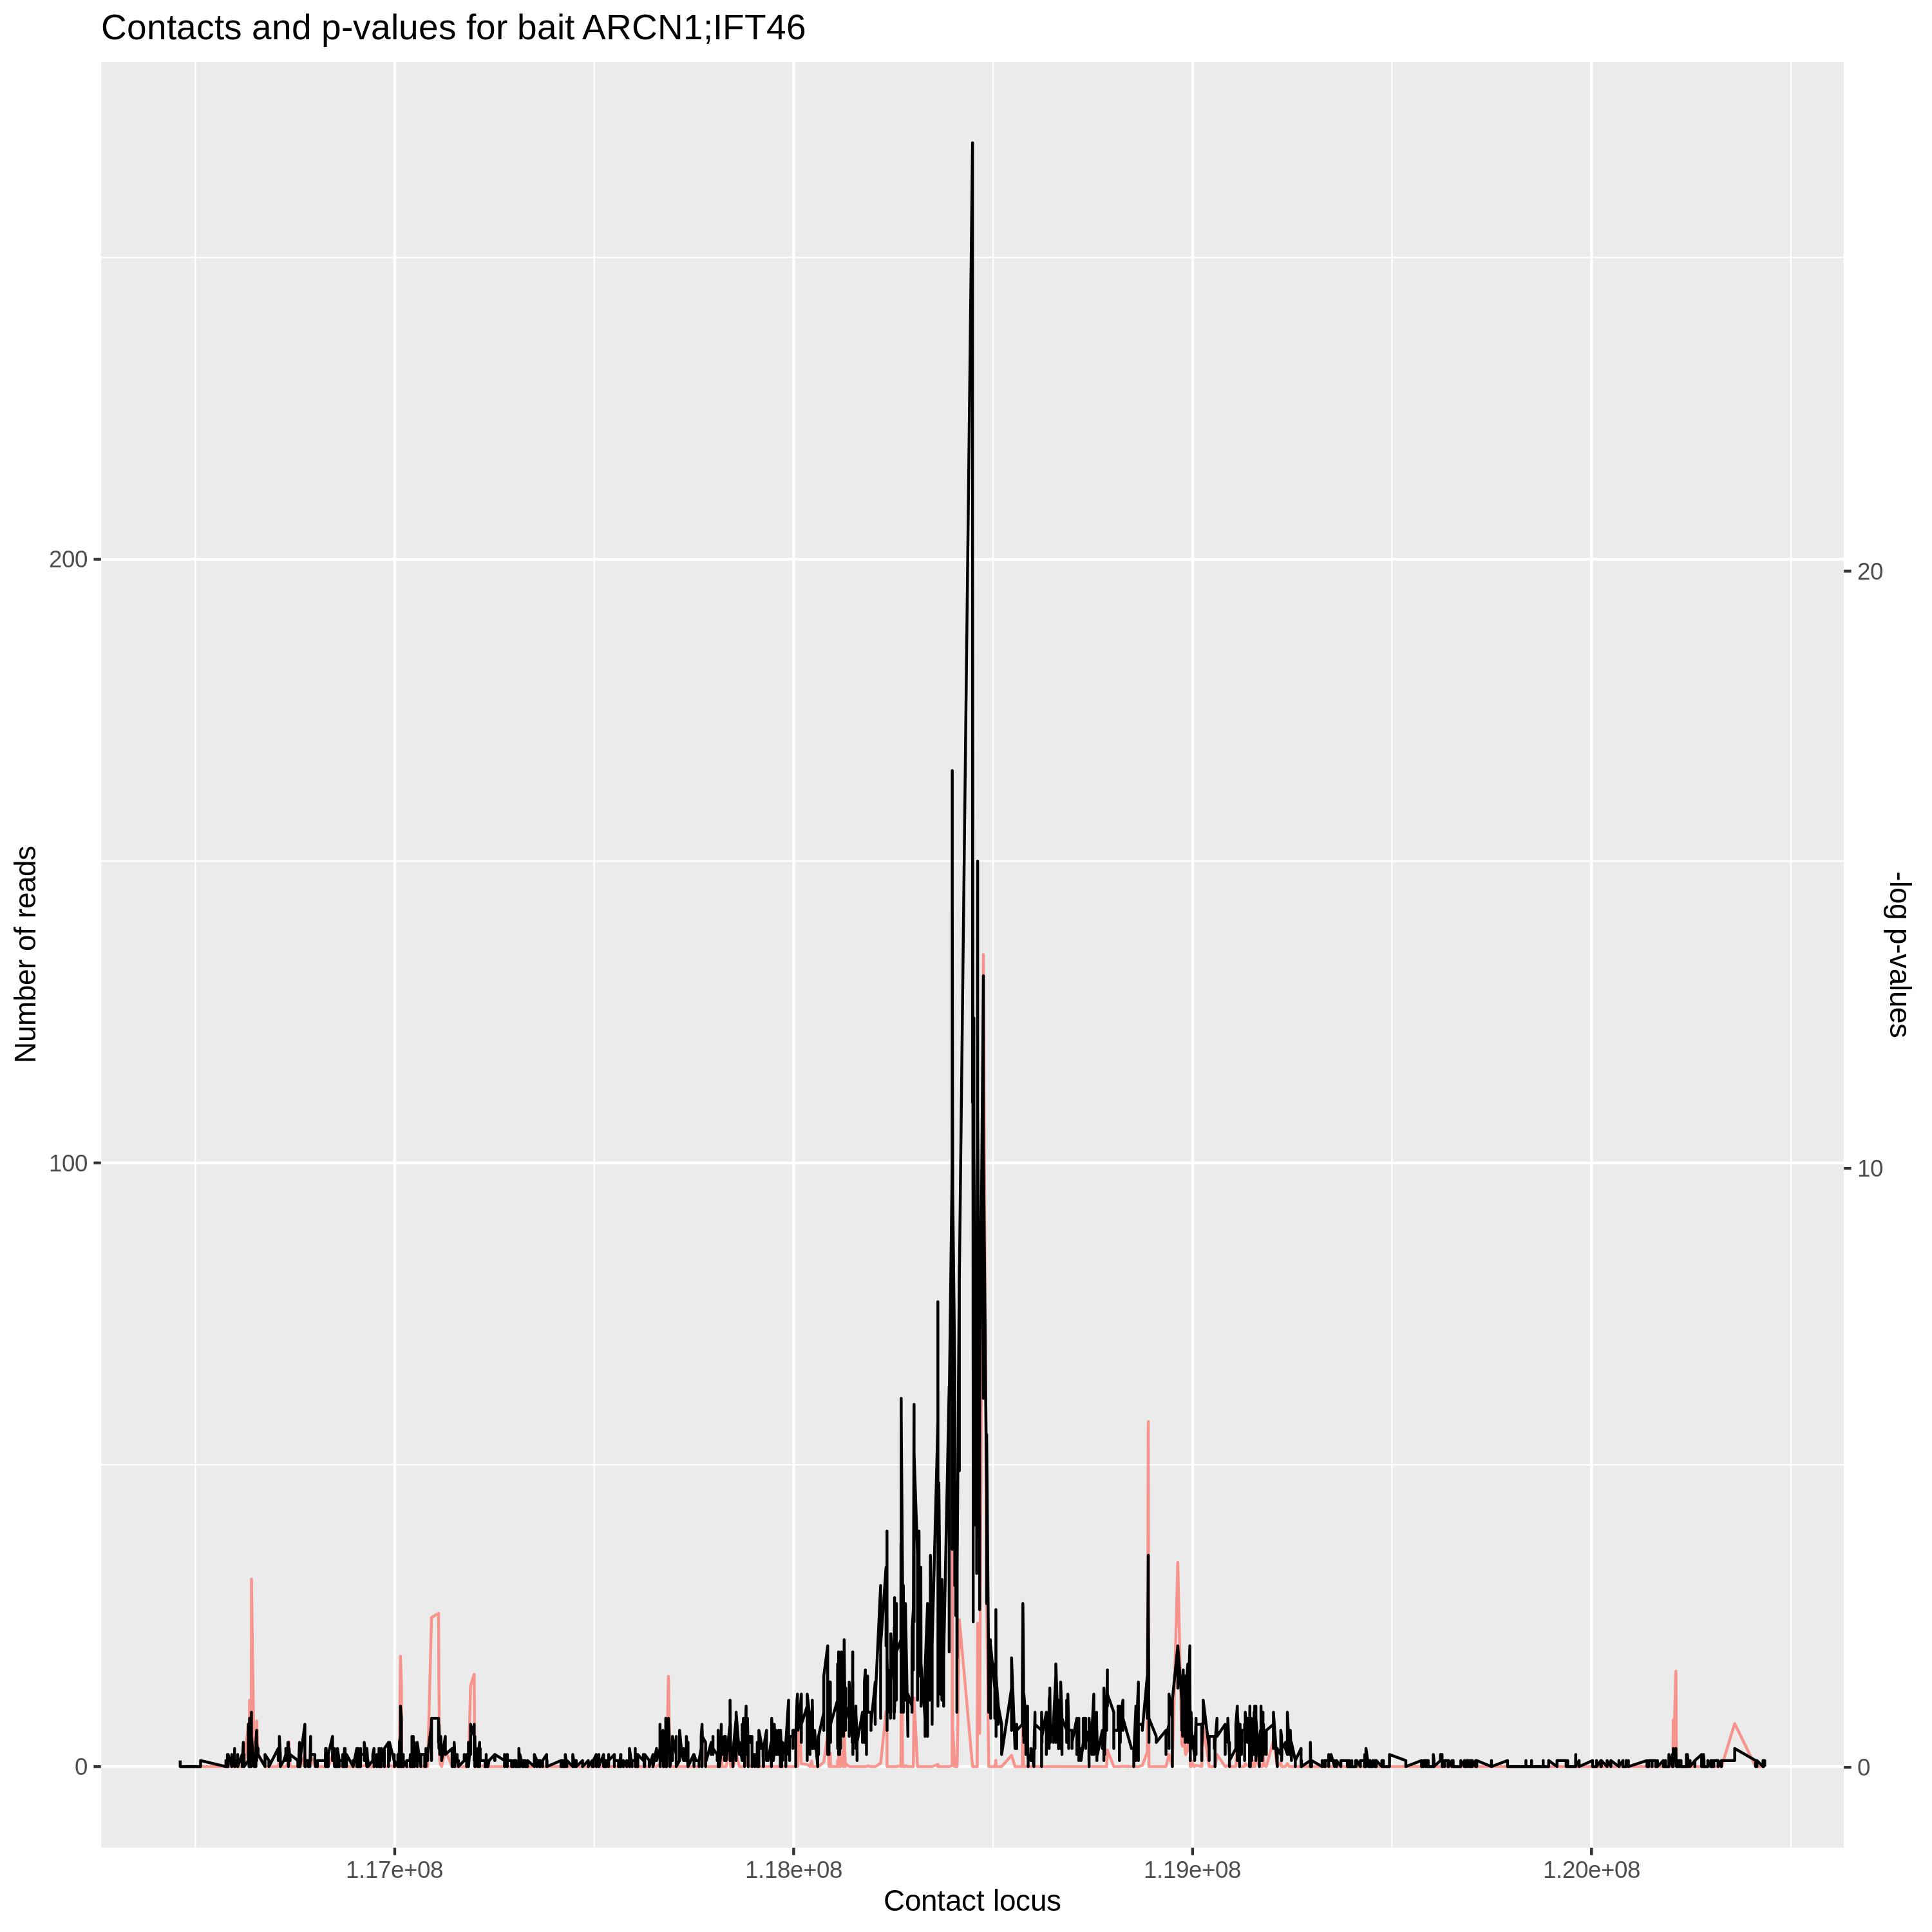 Contacts and p-values for bait ARCN1;IFT46
200
100
0
Number of reads
20
10
0
-log p-values
1.17e+08
1.18e+08
1.19e+08
1.20e+08
Contact locus